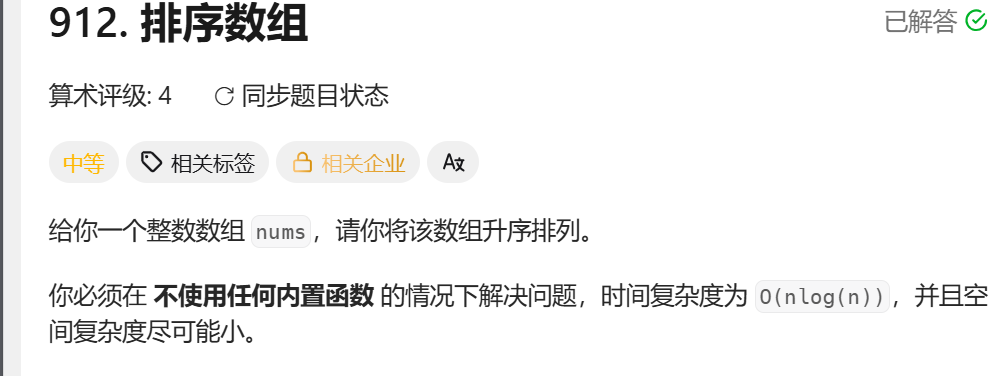 912. 排序数组
已解答
算术评级: 4
同步题目状态
中等
相关标签
相关企业
给你一个整数数组 nums，请你将该数组升序排列。
你必须在 不使用任何内置函数 的情况下解决问题，时间复杂度为 O(nlog(n))，并且空
间复杂度尽可能小。